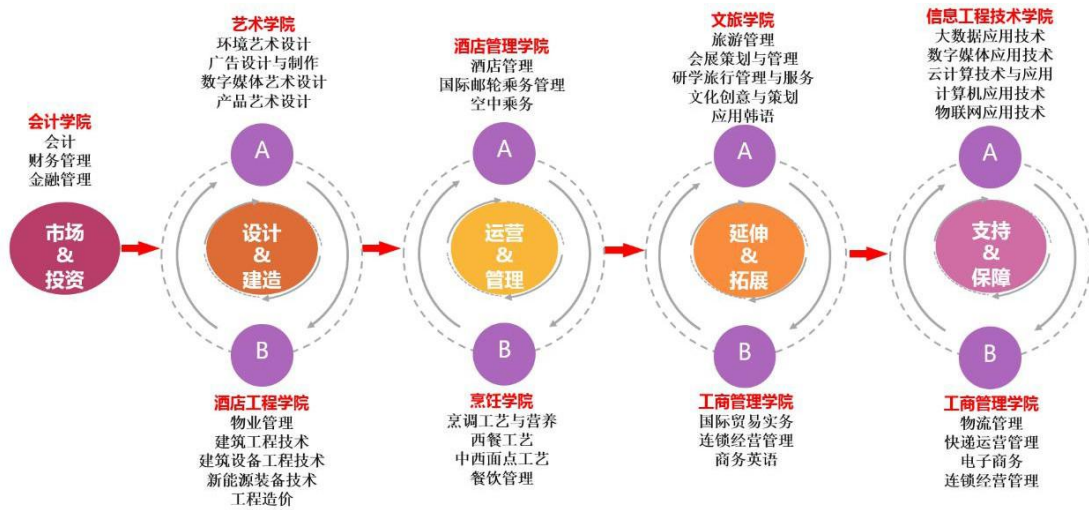 会计学院
会计
财务管理
金融管理
市场
&
投资
艺术学院
环境艺术设计
广告设计与制作
数字媒体艺术设计
产品艺术设计
A
设计
&
建造
B
酒店工程学院
物业管理
建筑工程技术
建筑设备工程技术
新能源装备技术
工程造价
酒店管理学院
酒店管理
国际邮轮乘务管理
空中乘务
A
运营
&
管理
B
烹饪学院
烹调工艺与营养
西餐工艺
中西面点工艺
餐饮管理
文旅学院
旅游管理
会展策划与管理
研学旅行管理与服务
文化创意与策划
应用韩语
A
延伸
&
拓展
B
工商管理学院
国际贸易实务
连锁经营管理
商务英语
信息工程技术学院
大数据应用技术
数字媒体应用技术
云计算技术与应用
计算机应用技术
物联网应用技术
A
支持
&
保障
B
工商管理学院
物流管理
快递运营管理
电子商务
连锁经营管理